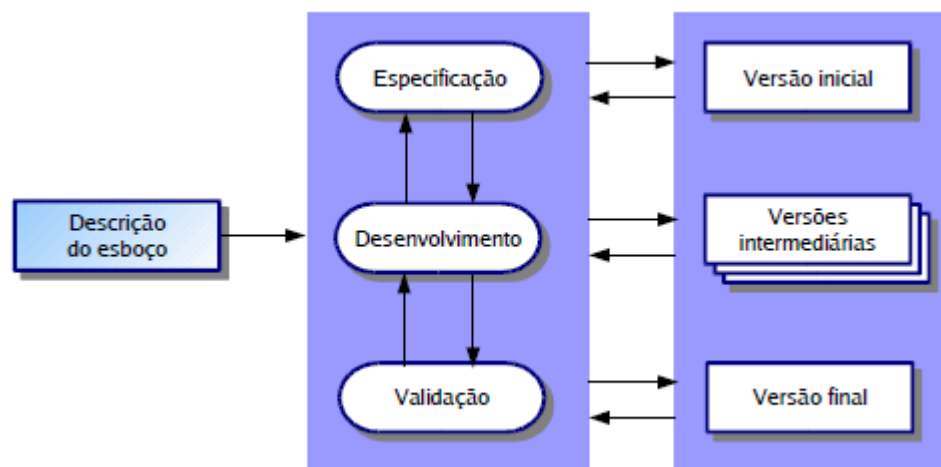 Especificação
Versão inicial
Descrição
do esboço
Desenvolvimento
Versões
intermediárias
Validação
Versão final